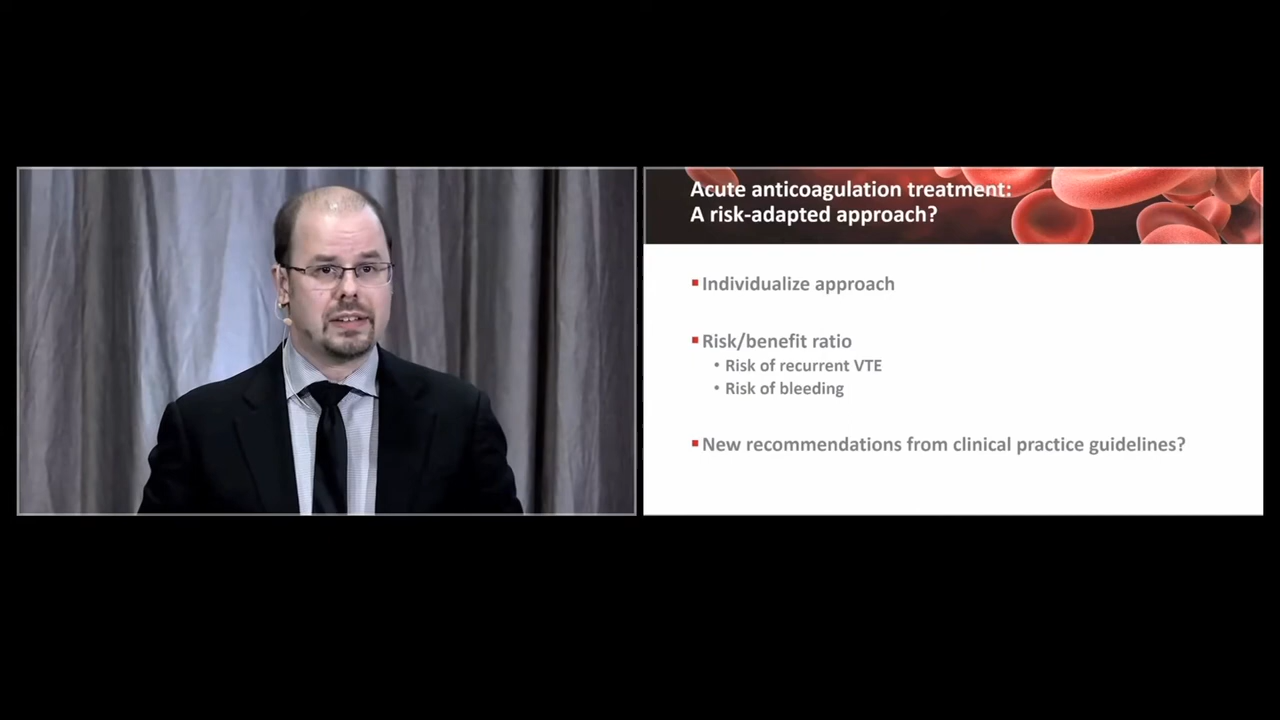 Acute anticoagulation treatment:
A risk-adapted approach?
Individualize approach
Risk/benefit ratio
Risk of recurrent VTE
Risk of bleeding
New recommendations from clinical practice guidelines?